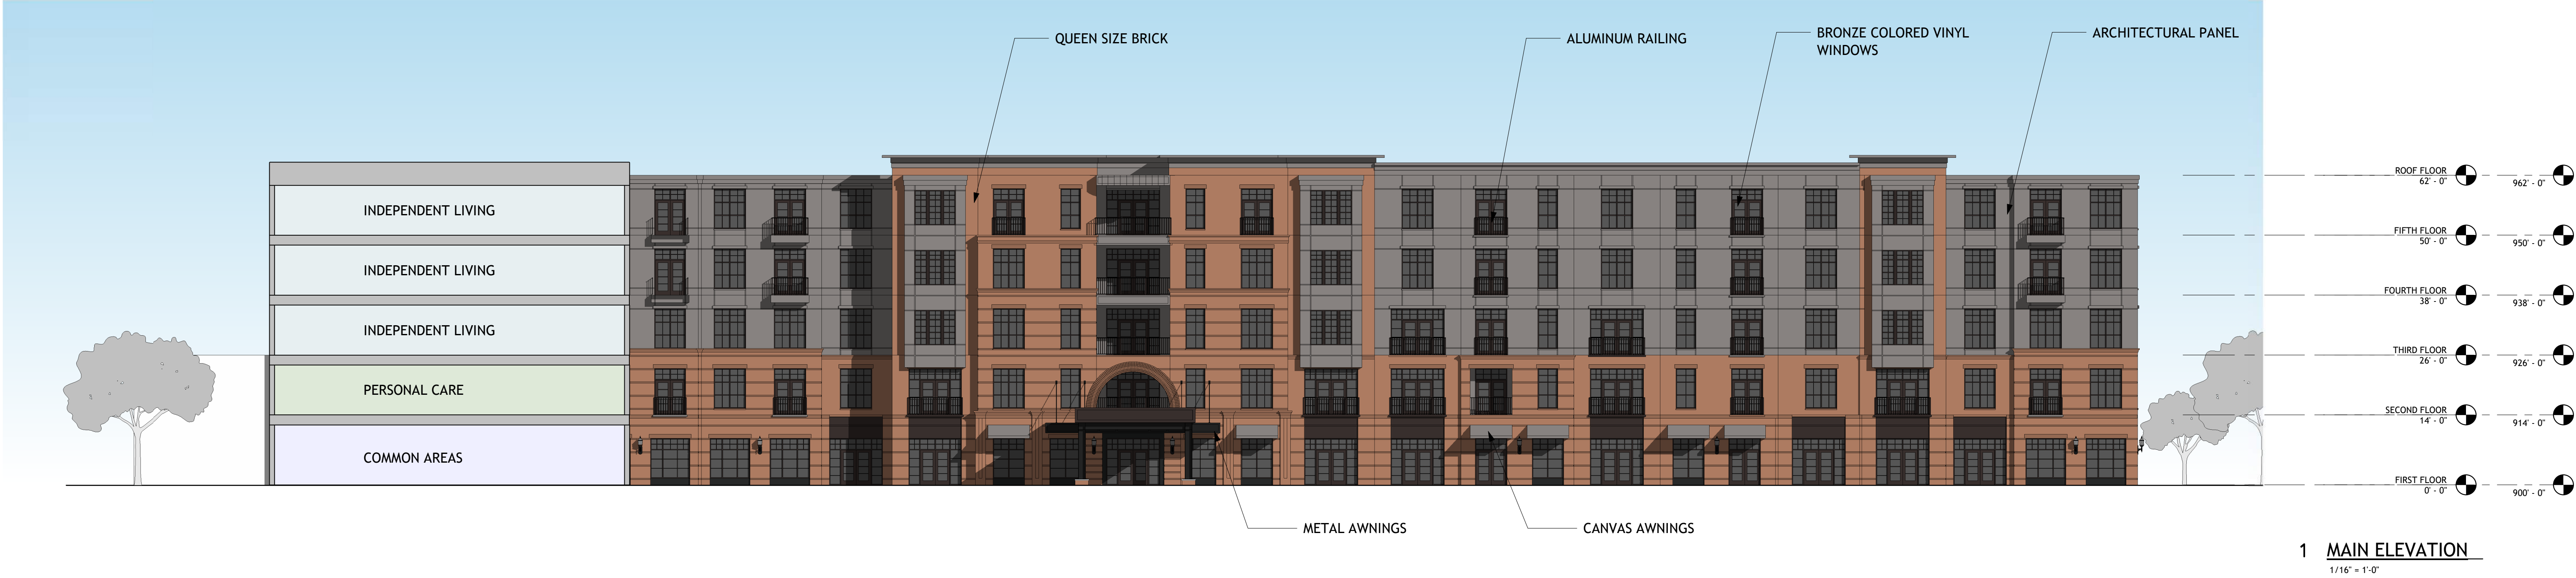 QUEEN SIZE BRICK
ALUMINUM RAILING
BRONZE COLORED VINYL
WINDOWS
ARCHITECTURAL PANEL
ROOF FLOOR
62' - 0"
962' - 0"
INDEPENDENT LIVING
FIFTH FLOOR
50' - 0"
950' - 0"
INDEPENDENT LIVING
FOURTH FLOOR
38' - 0"
938' - 0"
INDEPENDENT LIVING
THIRD FLOOR
26' - 0"
926' - 0"
PERSONAL CARE
SECOND FLOOR
14' - 0"
914' - 0"
COMMON AREAS
FIRST FLOOR
0' - 0"
900' - 0"
METAL AWNINGS
CANVAS AWNINGS
1 MAIN ELEVATION
1/16" = 1'-0"